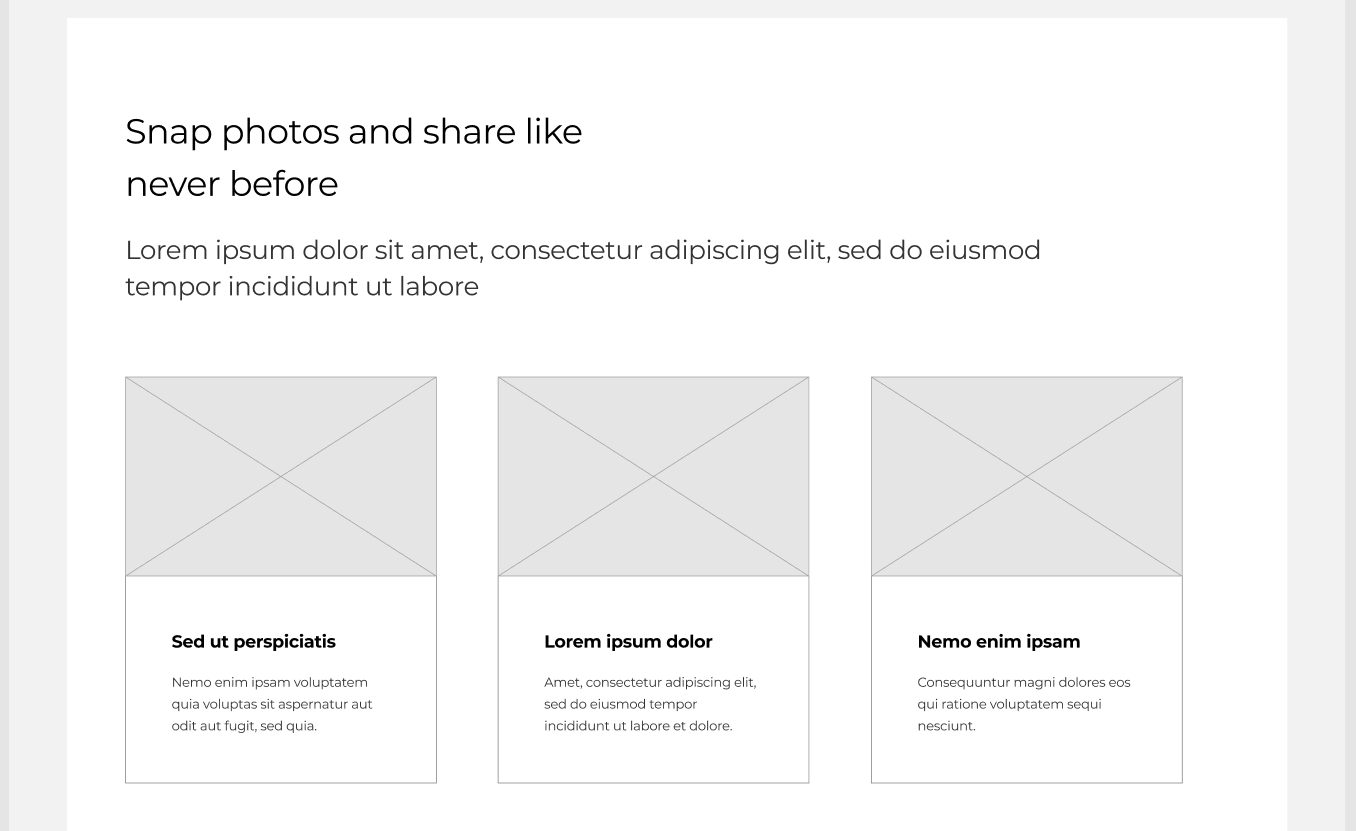 Snap photos and share like
never before
Lorem ipsum dolor sit amet, consectetur adipiscing elit, sed do eiusmod
tempor incididunt ut labore
Sed ut perspiciatis
Nemo enim ipsam voluptatem
quia voluptas sit aspernatur aut
odit aut fugit, sed quia.
Lorem ipsum dolor
Amet, consectetur adipiscing elit,
sed do eiusmod tempor
incididunt ut labore et dolore.
Nemo enim ipsam
Consequuntur magni dolores eos
qui ratione voluptatem sequi
nesciunt.